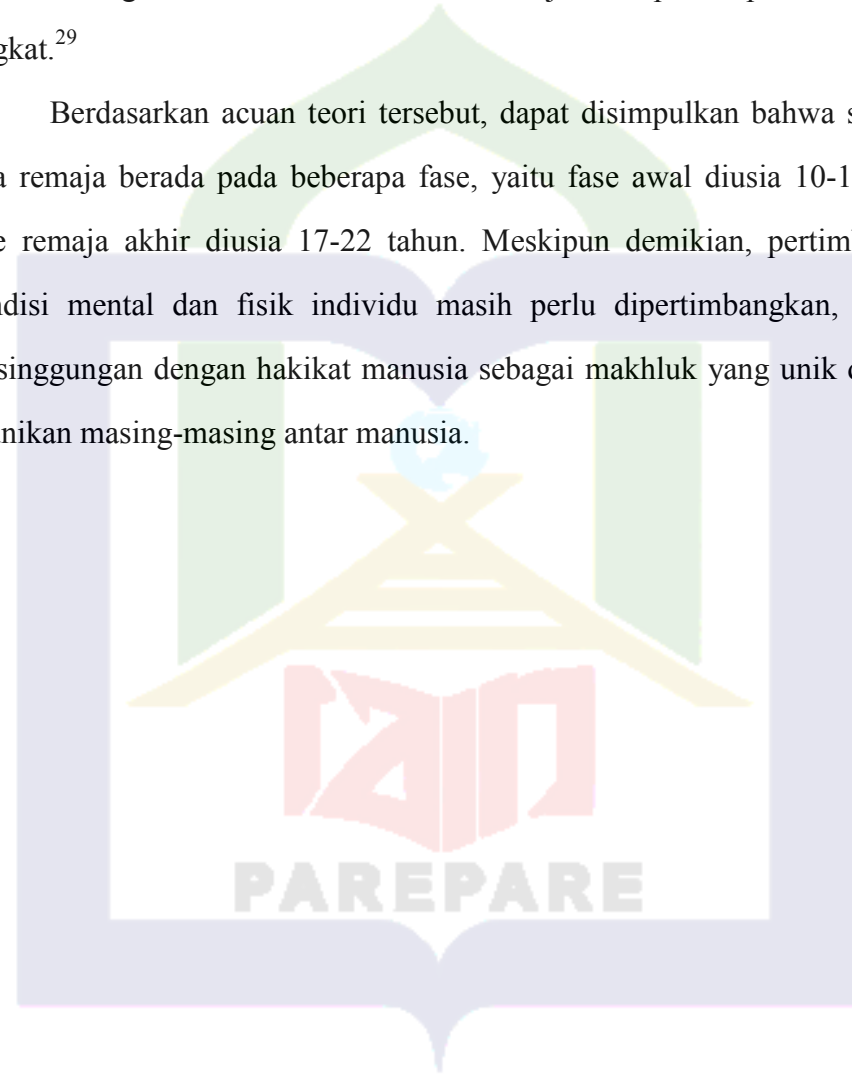 gkat.29
Berdasarkan acuan teori tersebut, dapat disimpulkan bahwa s
a remaja berada pada beberapa fase, yaitu fase awal diusia 10-1
e remaja akhir diusia 17-22 tahun. Meskipun demikian, pertim
ndisi mental dan fisik individu masih perlu dipertimbangkan,
singgungan dengan hakikat manusia sebagai makhluk yang unik d
nikan masing-masing antar manusia.
iain
PAREPARE